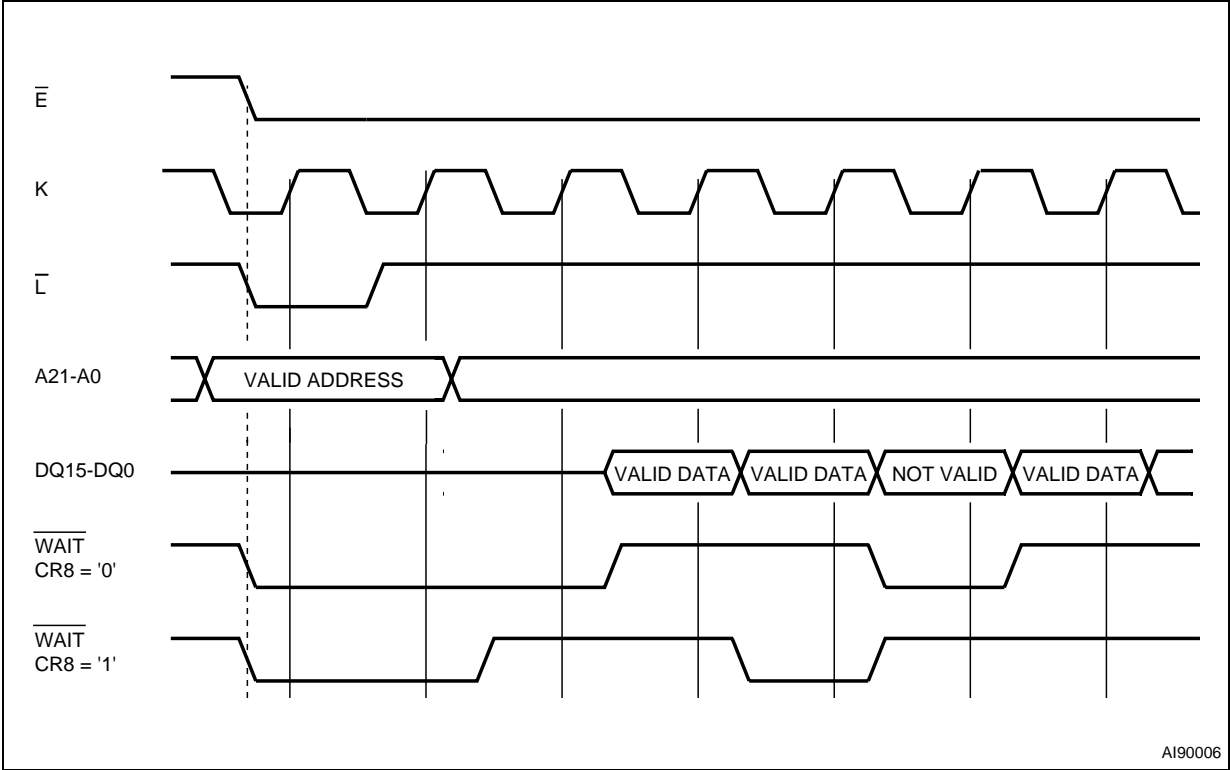 E
K
L
A21-A0 VALID ADDRESS
DQ15-DQ0 VALID DATA VALID DATA NOT VALID VALID DATA
WAIT
CR8 = '0'
WAIT
CR8 = '1'
AI90006